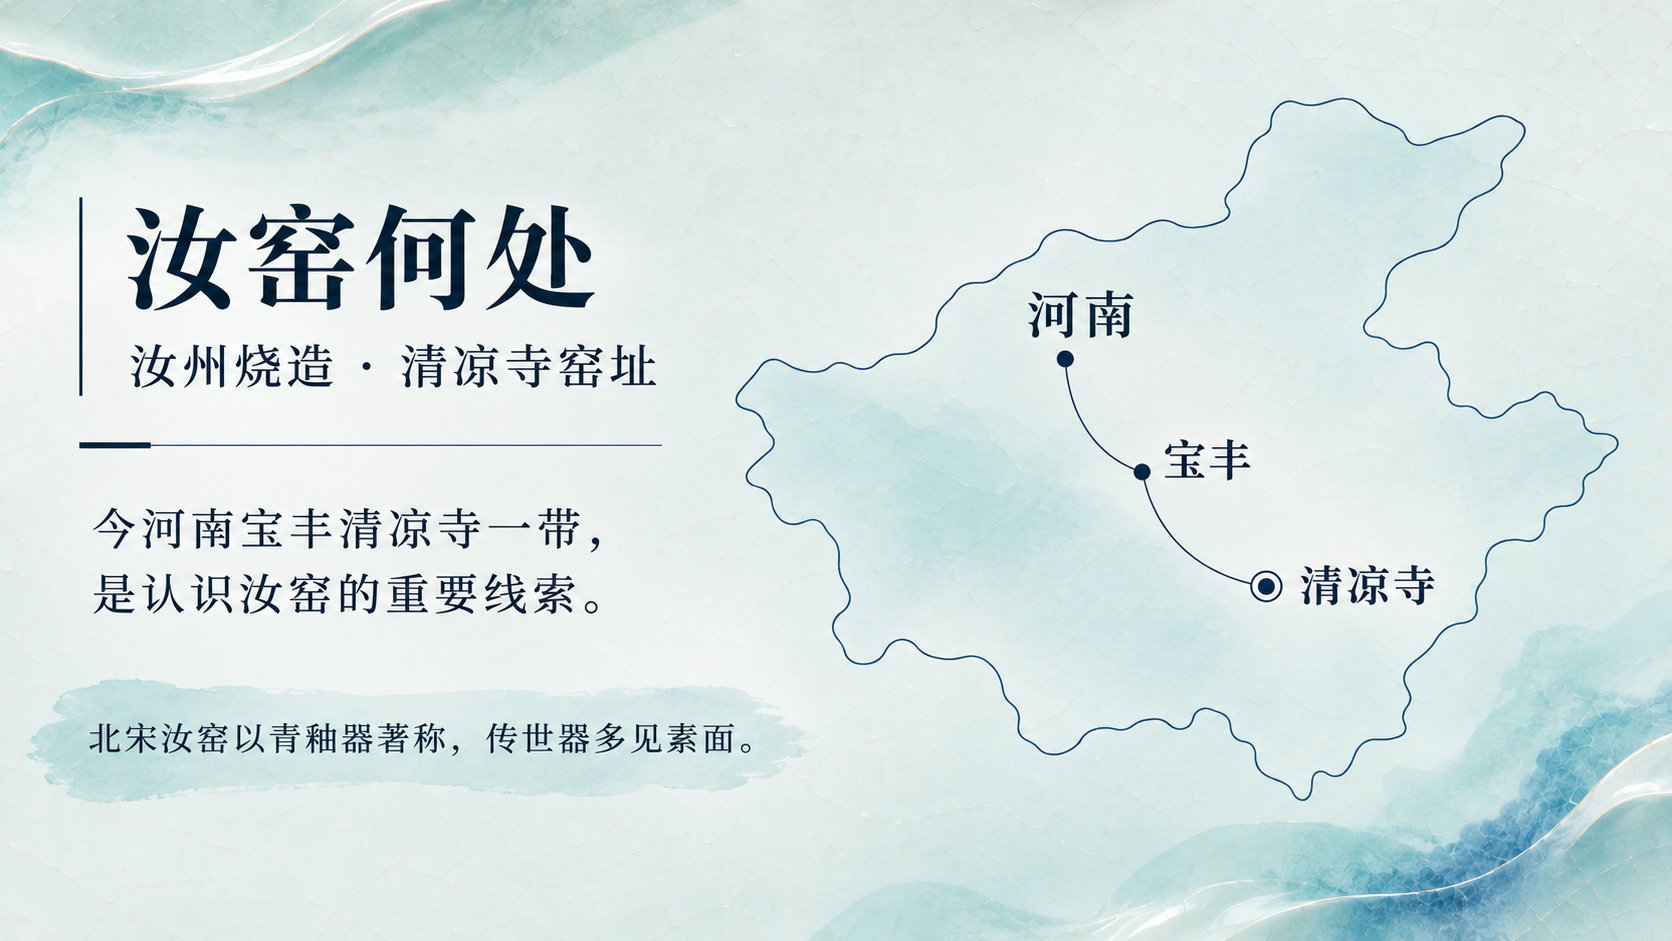 汝窑何处
汝州烧造 · 清凉寺窑址
今河南宝丰清凉寺一带，
是认识汝窑的重要线索。
北宋汝窑以青釉器著称，传世器多见素面。
河南
宝丰
清凉寺